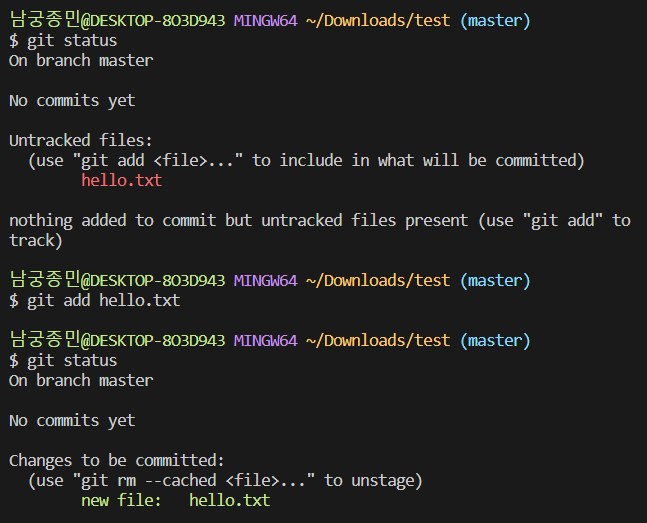 남궁종민@DESKTOP-8O3D943 MINGW64 ~/Downloads/test (master)
$ git status
On branch master
No commits yet
Untracked files:
  (use "git add <file>..." to include in what will be committed)
        hello.txt
nothing added to commit but untracked files present (use "git add" to
track)
남궁종민@DESKTOP-8O3D943 MINGW64 ~/Downloads/test (master)
$ git add hello.txt
남궁종민@DESKTOP-8O3D943 MINGW64 ~/Downloads/test (master)
$ git status
On branch master
No commits yet
Changes to be committed:
  (use "git rm --cached <file>..." to unstage)
        new file:   hello.txt